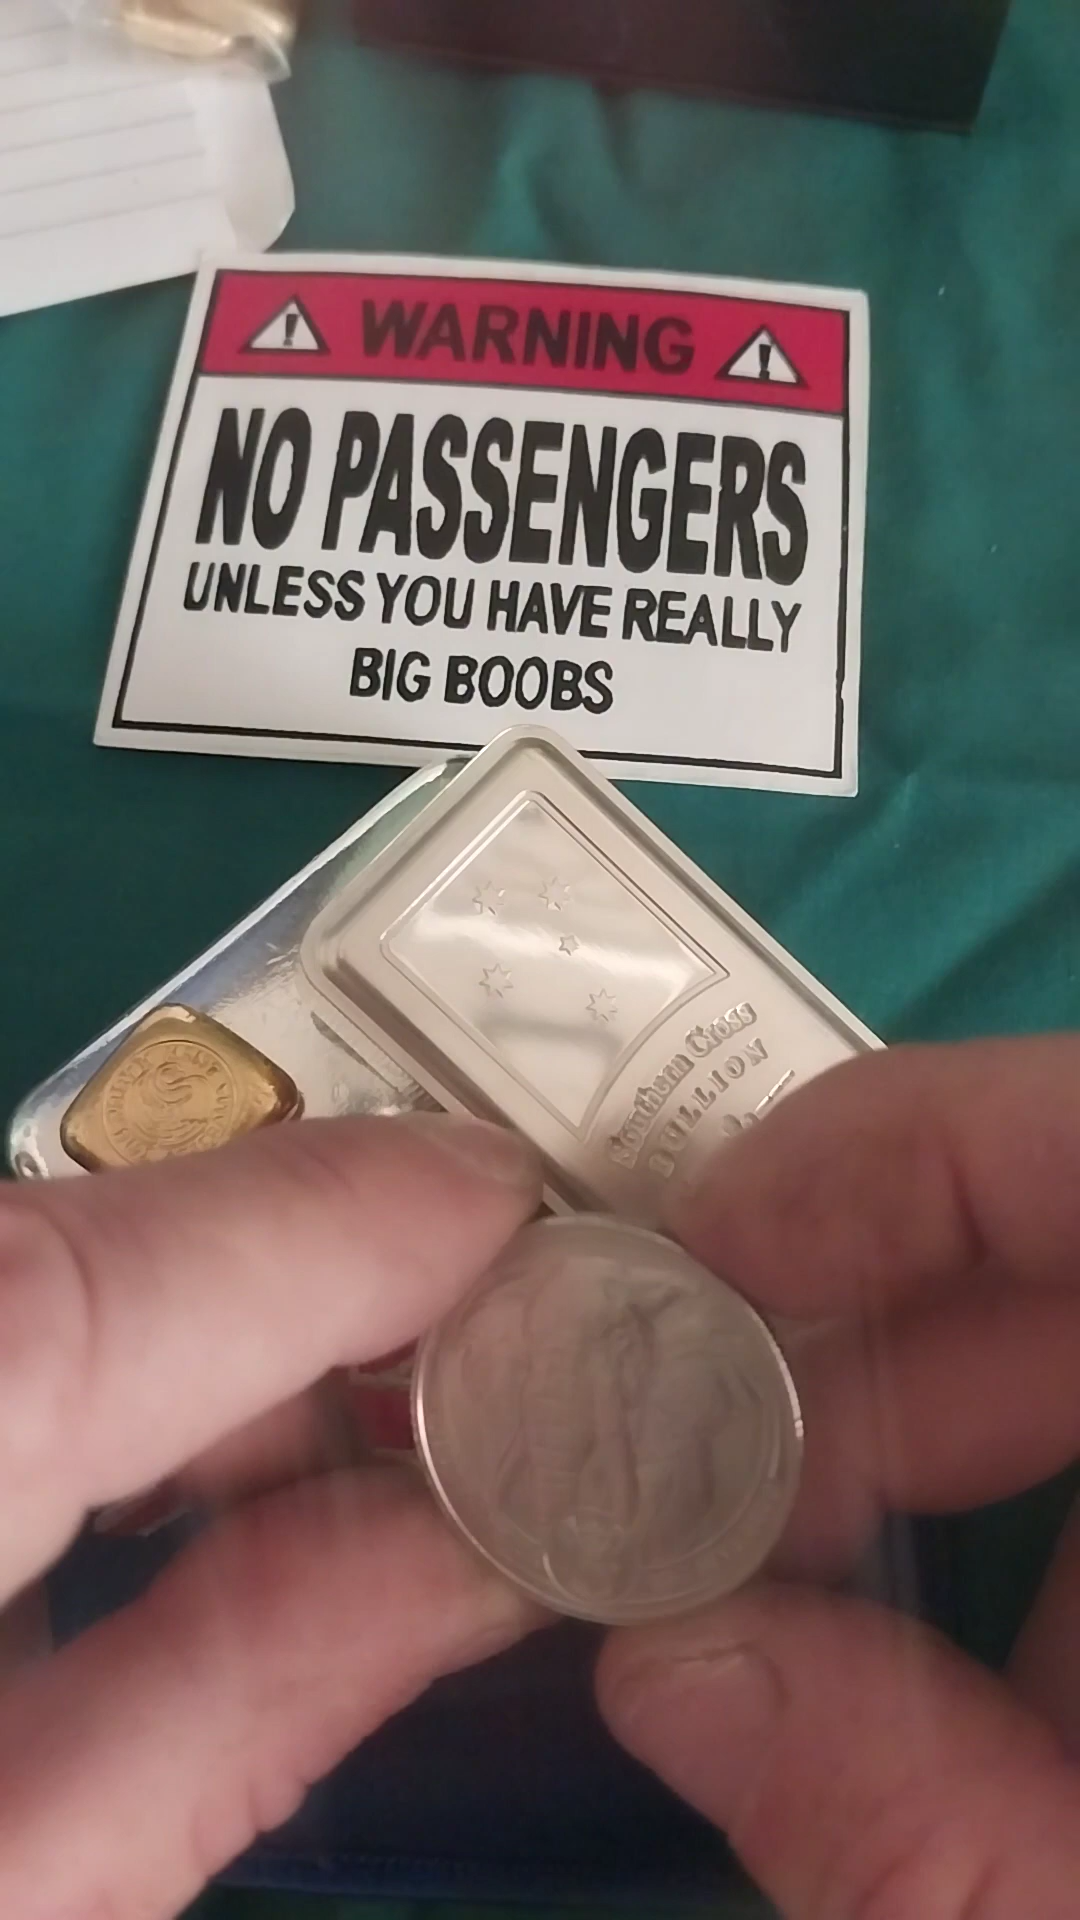 WARNING
NO PASSENGERS
UNLESS YOU HAVE REALLY
BIG BOOBS
Southern Cross
BULLION